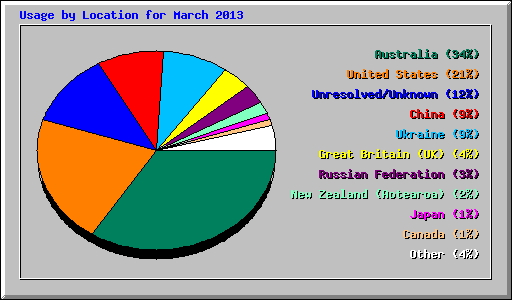 Usage by Location for March 2013
Australia (34%)
United States (21%)
Unresolved/Unknown (12%)
China (9%)
Ukraine (9%)
Great Britain (UK) (4%)
Russian Federation (3%)
New Zealand (Aotearoa) (2%)
Japan (1%)
Canada (1%)
Other (4%)